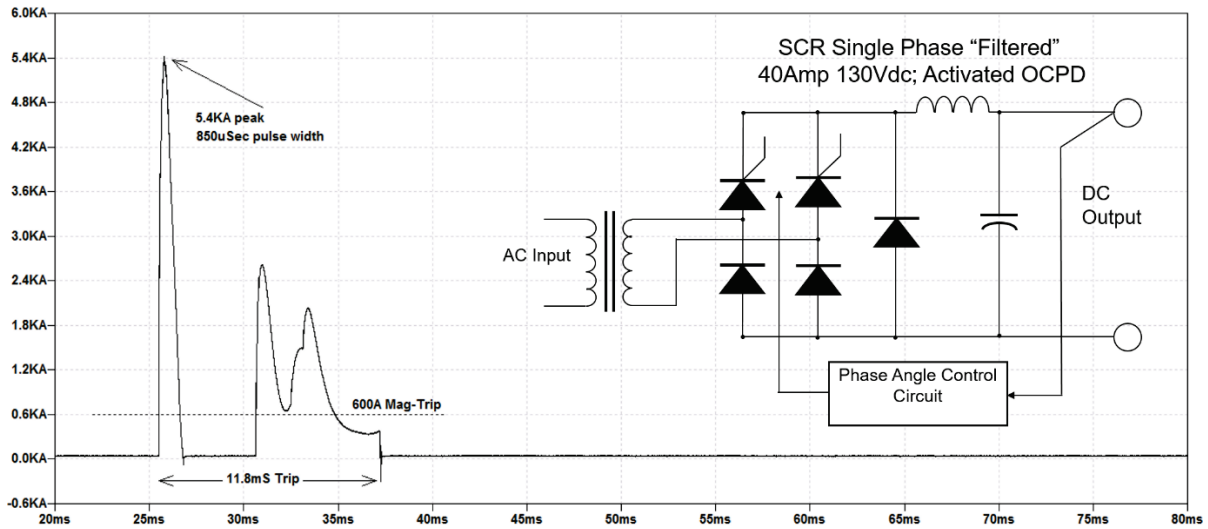 6.0KA
5.4KA
4.8KA
4.2KA
3.6KA
3.0KA
2.4KA
1.8KA
1.2KA
0.6KA
0.0KA
-0.6KA
20ms
25ms
30ms
35ms
40ms
45ms
50ms
55ms
60ms
65ms
70ms
75ms
80ms
5.4KA peak
850uSec pulse width
600A Mag-Trip
11.8mS Trip
SCR Single Phase “Filtered”
40Amp 130Vdc; Activated OCPD
AC Input
DC
Output
Phase Angle Control
Circuit